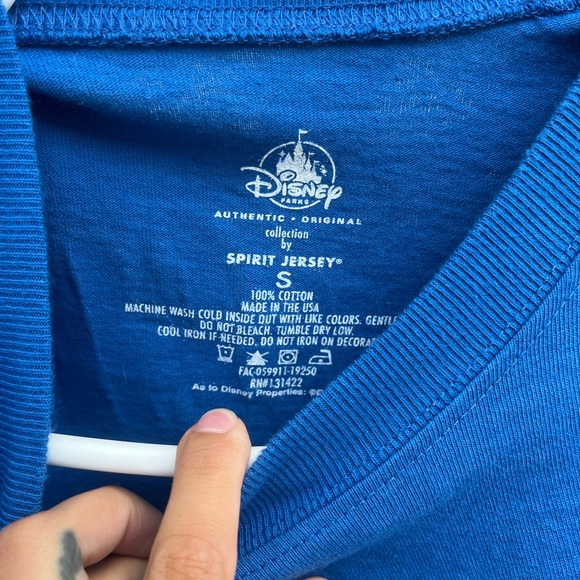 Disney
PARKS
AUTHENTIC • ORIGINAL
collection
by
SPIRIT JERSEY®
S
100% COTTON
MADE IN THE USA
MACHINE WASH COLD INSIDE OUT WITH LIKE COLORS. GENTLE
DO NOT BLEACH. TUMBLE DRY LOW.
COOL IRON IF NEEDED. DO NOT IRON ON
FAC-059911-19250
RN#131422
As to Disney Properties: